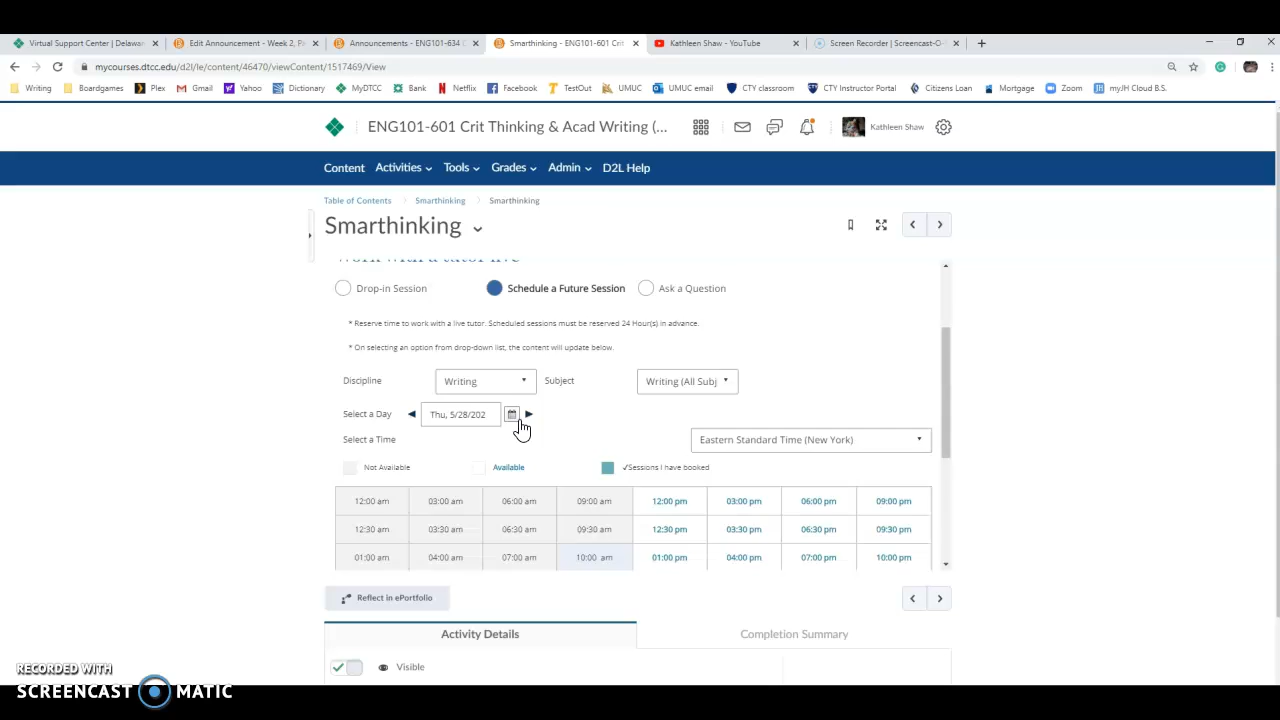 Virtual Support Center | Delaware
Edit Announcement - Week 2, P
Announcements - ENG101-634 C
Smarthinking - ENG101-601 Crit
Kathleen Shaw - YouTube
Screen Recorder | Screencast-O-
mycourses.dtcc.edu/d2l/le/content/46470/viewContent/1517469/View
Writing Boardgames Plex Gmail Yahoo Dictionary MyDTCC Bank Netflix Facebook TestOut UMUC UMUC email CTY classroom CTY Instructor Portal Citizens Loan Mortgage Zoom myJH Cloud B.S.
ENG101-601 Crit Thinking & Acad Writing (...
Kathleen Shaw
Content Activities Tools Grades Admin D2L Help
Table of Contents Smarthinking Smarthinking
Smarthinking
Work with a tutor live
Drop-in Session Schedule a Future Session Ask a Question
* Reserve time to work with a live tutor. Scheduled sessions must be reserved 24 Hour(s) in advance.
* On selecting an option from drop-down list, the content will update below.
Discipline Writing Subject Writing (All Subj
Select a Day Thu, 5/28/202
Select a Time Eastern Standard Time (New York)
Not Available Available ✓Sessions I have booked
12:00 am 03:00 am 06:00 am 09:00 am 12:00 pm 03:00 pm 06:00 pm 09:00 pm
12:30 am 03:30 am 06:30 am 09:30 am 12:30 pm 03:30 pm 06:30 pm 09:30 pm
01:00 am 04:00 am 07:00 am 10:00 am 01:00 pm 04:00 pm 07:00 pm 10:00 pm
Reflect in ePortfolio
Activity Details Completion Summary
Visible
RECORDED WITH
SCREENCAST MATIC